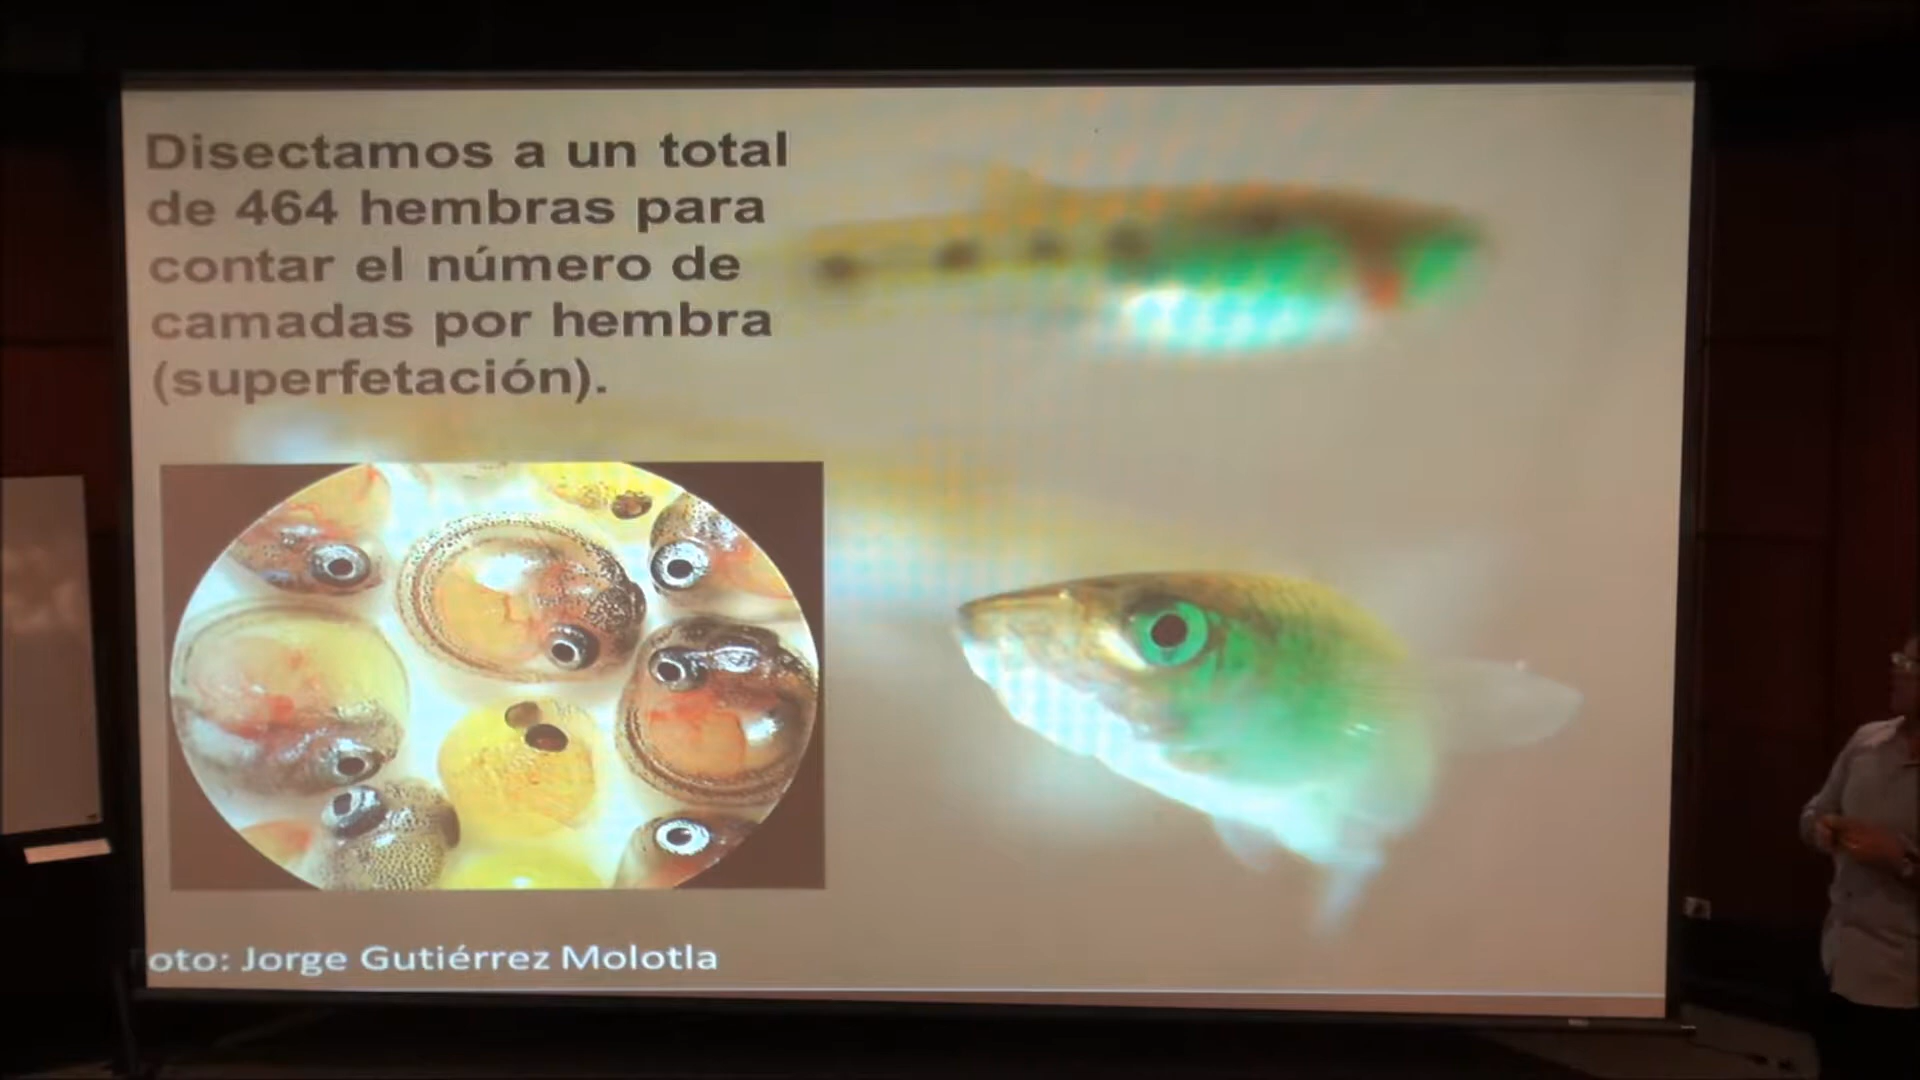 Disectamos a un total
de 464 hembras para
contar el número de
camadas por hembra
(superfetación).
oto: Jorge Gutiérrez Molotla